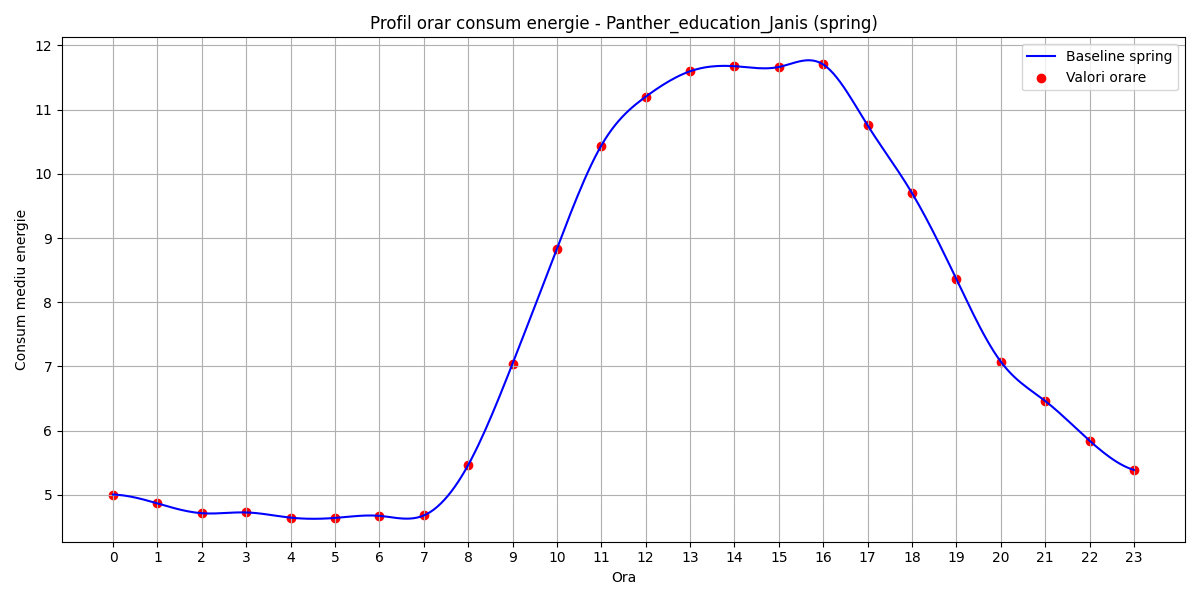 Profil orar consum energie - Panther_education_Janis (spring)
Baseline spring
Valori orare
Consum mediu energie
12
11
10
9
8
7
6
5
0 1 2 3 4 5 6 7 8 9 10 11 12 13 14 15 16 17 18 19 20 21 22 23
Ora